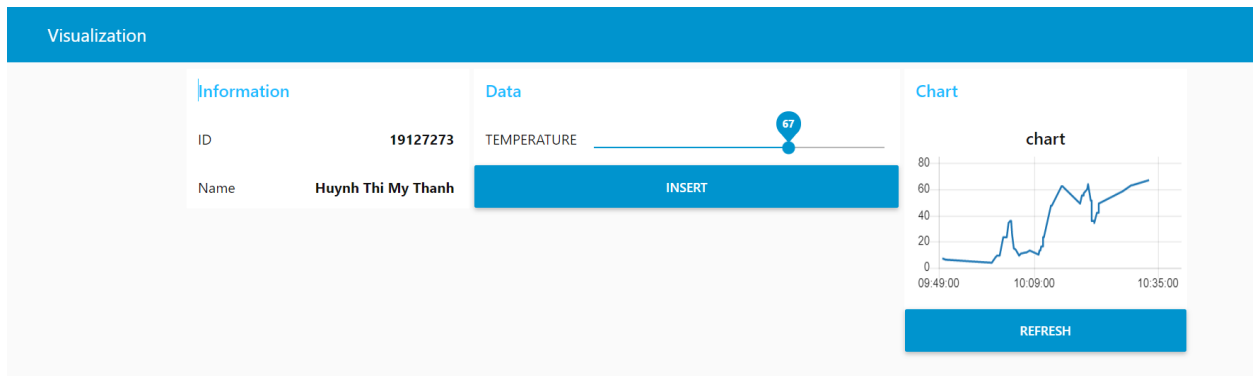 Visualization
Information
ID 19127273
Name Huynh Thi My Thanh
Data
TEMPERATURE 67
INSERT
Chart
chart
80
60
40
20
0
09:49:00 10:09:00 10:35:00
REFRESH